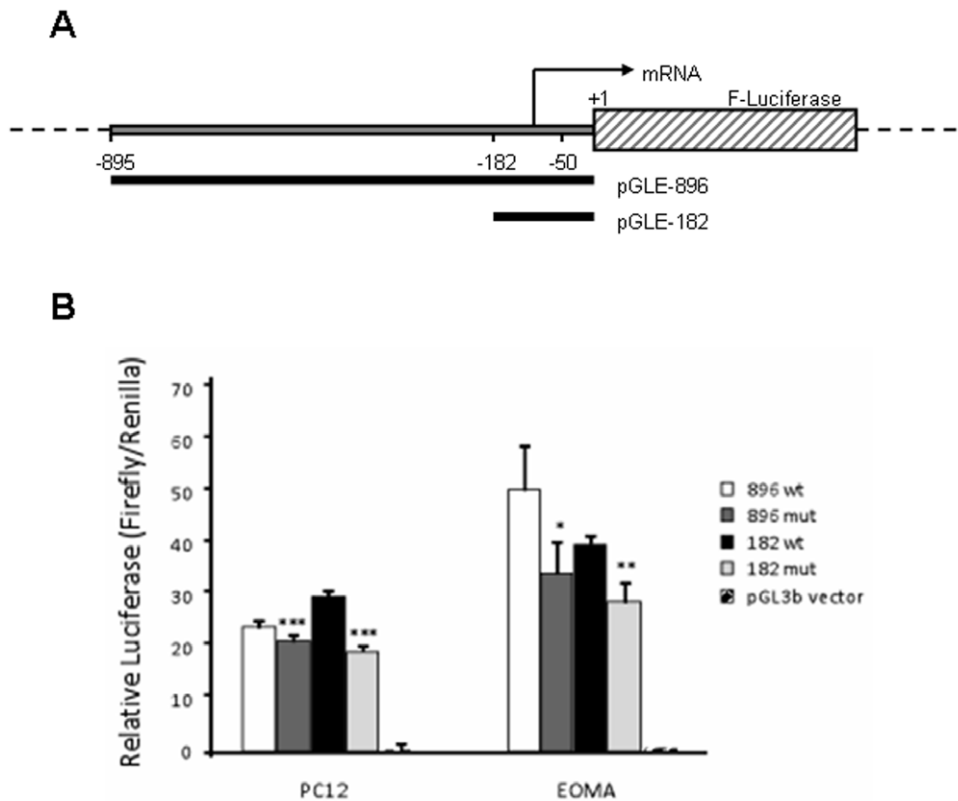 A
mRNA
+1
F-Luciferase
-895
-182
-50
pGLE-896
pGLE-182
B
Relative Luciferase (Firefly/Renilla)
70
60
50
40
30
20
10
0
***
***
*
**
896 wt
896 mut
182 wt
182 mut
pGL3b vector
PC12
EOMA